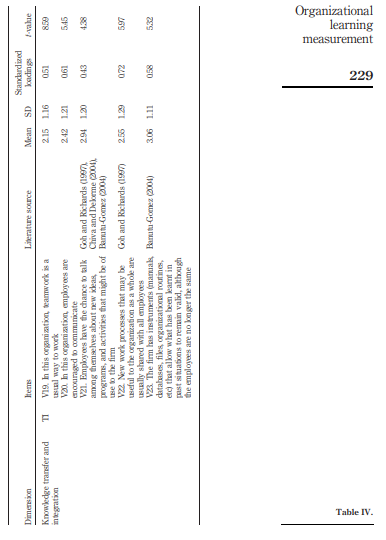 Organizational
learning
measurement
229
Dimension Items Literature source Mean SD Standardized loadings t-value
Knowledge transfer and TI V19. In this organization, teamwork is a 2.15 1.16 0.51 8.59
integration usual way to work
V20. In this organization, employees are 2.42 1.21 0.61 5.45
encouraged to communicate
V21. Employees have the chance to talk Goh and Richards (1997), 2.94 1.20 0.43 4.38
among themselves about new ideas, Chiva and Delorme (2004),
programs, and activities that might be of Banutu-Gomez (2004)
use to the firm
V22. New work processes that may be Goh and Richards (1997) 2.55 1.29 0.72 5.97
useful to the organization as a whole are
usually shared with all employees
V23. The firm has instruments (manuals, Banutu-Gomez (2004) 3.06 1.11 0.58 5.32
databases, files, organizational routines,
etc) that allow what has been learnt in
past situations to remain valid, although
the employees are no longer the same
Table IV.